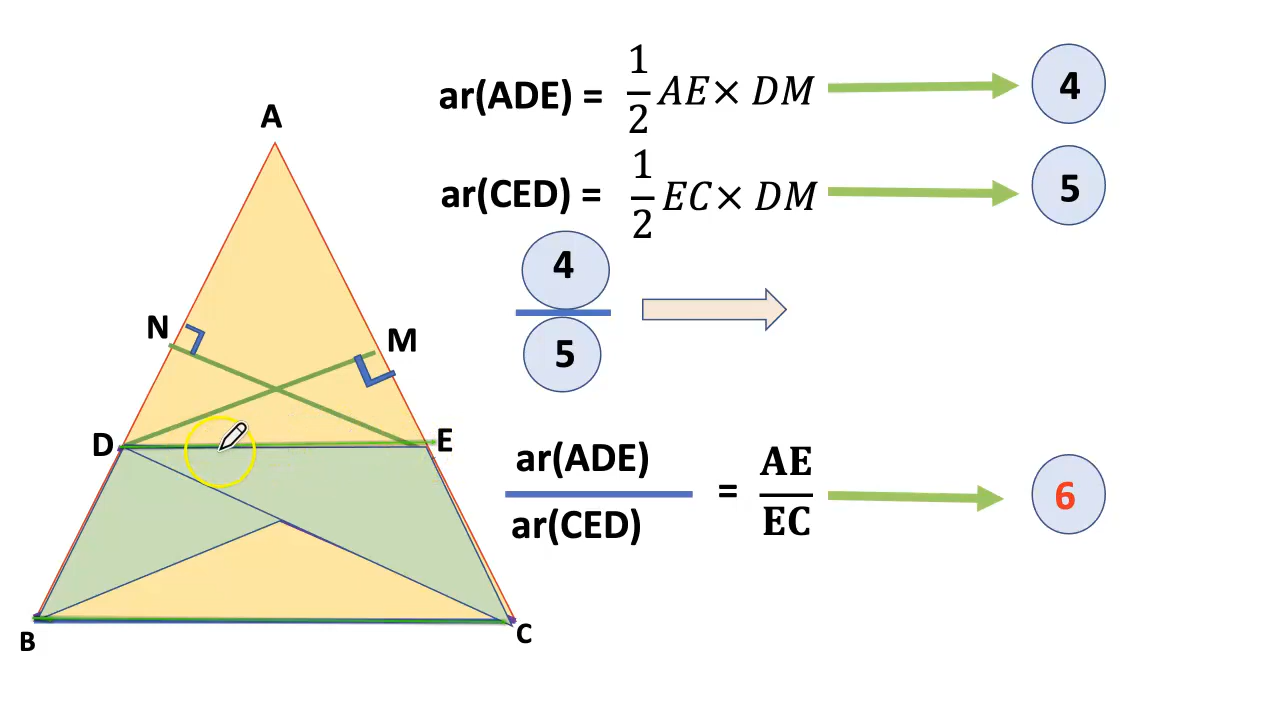 ar(ADE) = 1/2 AE× DM 4
ar(CED) = 1/2 EC× DM 5
4
5
ar(ADE)
ar(CED)
= AE/EC 6
A
N
M
D
E
B
C